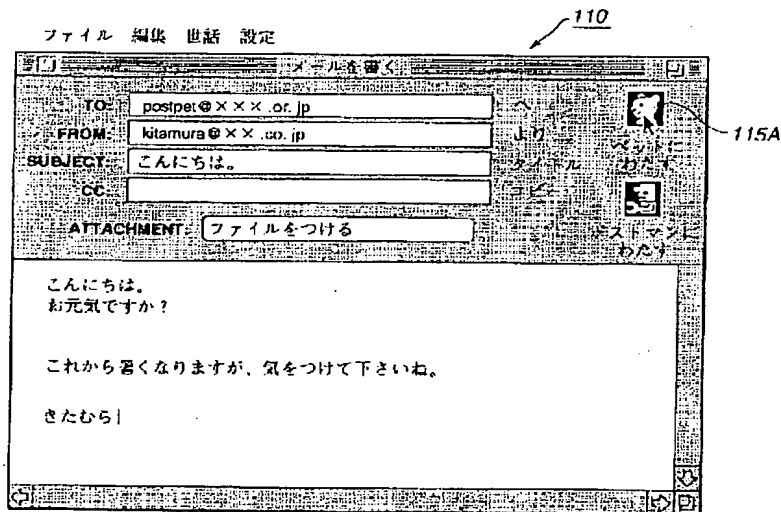 110
ファイル 編集 世話 設定
メールを書く
TO: postpet@×××.or.jp へ
FROM: kitamura@××.co.jp より
SUBJECT: こんにちは。 タイトル
CC: コピー
ATTACHMENT: ファイルをつける
ペットに
わたす
115A
ポストマンに
わたす
こんにちは。
お元気ですか?
これから暑くなりますが、気をつけて下さいね。
きたむら